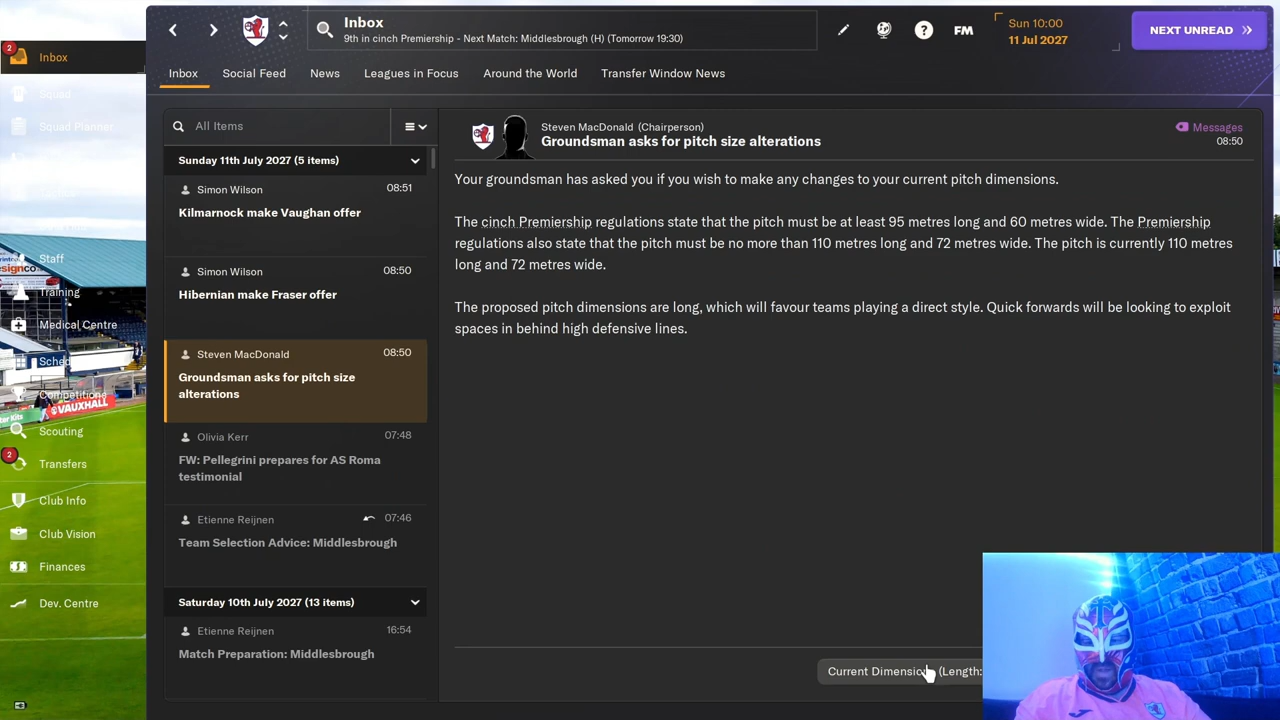 Inbox
9th in cinch Premiership - Next Match: Middlesbrough (H) (Tomorrow 19:30)
?
FM
Sun 10:00
11 Jul 2027
NEXT UNREAD
2
Inbox
Squad
Squad Planner
Staff
Training
Medical Centre
Sched
Competitions
Scouting
2
Transfers
Club Info
Club Vision
Finances
Dev. Centre
signco
ter Kits
VAUXHALL
Inbox
Social Feed
News
Leagues in Focus
Around the World
Transfer Window News
All Items
Sunday 11th July 2027 (5 items)
Simon Wilson 08:51
Kilmarnock make Vaughan offer
Simon Wilson 08:50
Hibernian make Fraser offer
Steven MacDonald 08:50
Groundsman asks for pitch size
alterations
Olivia Kerr 07:48
FW: Pellegrini prepares for AS Roma
testimonial
Etienne Reijnen 07:46
Team Selection Advice: Middlesbrough
Saturday 10th July 2027 (13 items)
Etienne Reijnen 16:54
Match Preparation: Middlesbrough
Steven MacDonald (Chairperson)
Groundsman asks for pitch size alterations
Messages
08:50
Your groundsman has asked you if you wish to make any changes to your current pitch dimensions.
The cinch Premiership regulations state that the pitch must be at least 95 metres long and 60 metres wide. The Premiership
regulations also state that the pitch must be no more than 110 metres long and 72 metres wide. The pitch is currently 110 metres
long and 72 metres wide.
The proposed pitch dimensions are long, which will favour teams playing a direct style. Quick forwards will be looking to exploit
spaces in behind high defensive lines.
Current Dimensio (Length: